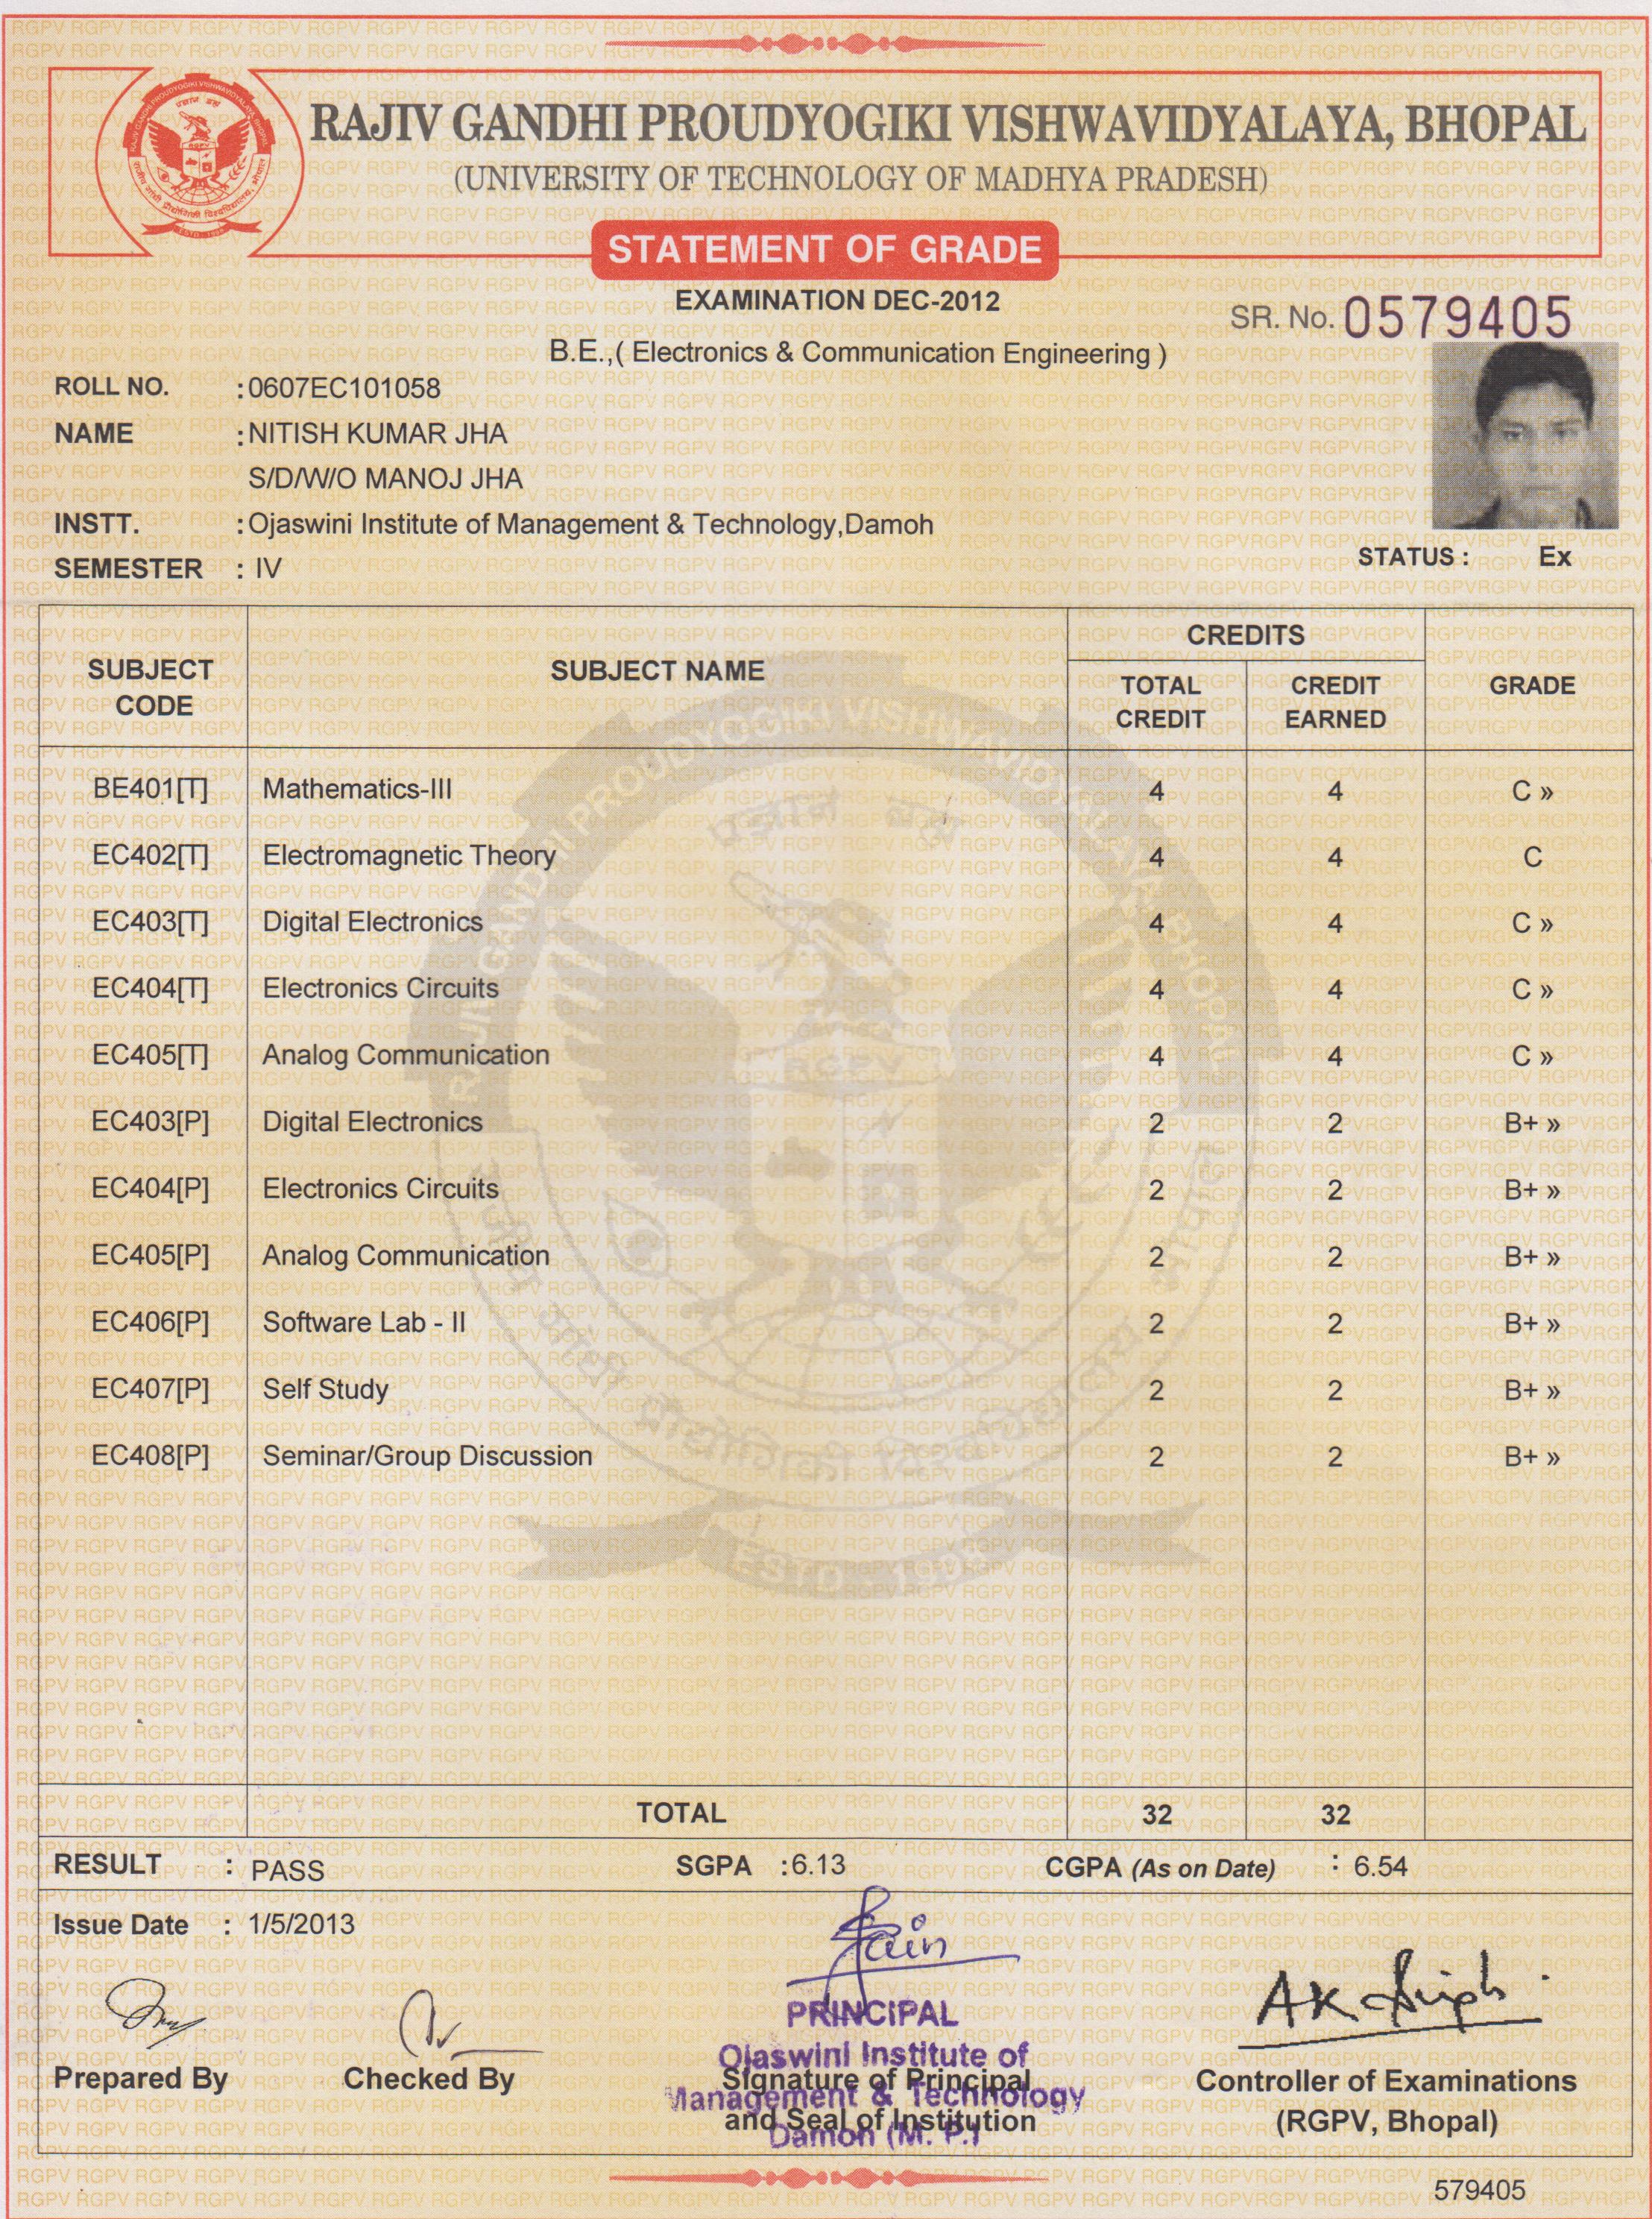 RAJIV GANDHI PROUDYOGIKI VISHWAVIDYALAYA, BHOPAL
(UNIVERSITY OF TECHNOLOGY OF MADHYA PRADESH)
STATEMENT OF GRADE
EXAMINATION DEC-2012
SR. No. 0579405
B.E.,( Electronics & Communication Engineering )
ROLL NO. :0607EC101058
NAME :NITISH KUMAR JHA
S/D/W/O MANOJ JHA
INSTT. :Ojaswini Institute of Management & Technology,Damoh
STATUS : Ex
SEMESTER : IV
CREDITS
SUBJECT CODE SUBJECT NAME TOTAL CREDIT CREDIT EARNED GRADE
BE401[T] Mathematics-III 4 4 C »
EC402[T] Electromagnetic Theory 4 4 C
EC403[T] Digital Electronics 4 4 C »
EC404[T] Electronics Circuits 4 4 C »
EC405[T] Analog Communication 4 4 C »
EC403[P] Digital Electronics 2 2 B+ »
EC404[P] Electronics Circuits 2 2 B+ »
EC405[P] Analog Communication 2 2 B+ »
EC406[P] Software Lab - II 2 2 B+ »
EC407[P] Self Study 2 2 B+ »
EC408[P] Seminar/Group Discussion 2 2 B+ »
TOTAL 32 32
RESULT : PASS SGPA :6.13 CGPA (As on Date) : 6.54
Issue Date : 1/5/2013
Jain
AK Singh
PRINCIPAL
Ojaswini Institute of
Management & Technology
Damoh (M. P.)
Prepared By Checked By
Signature of Principal
and Seal of Institution
Controller of Examinations
(RGPV, Bhopal)
579405